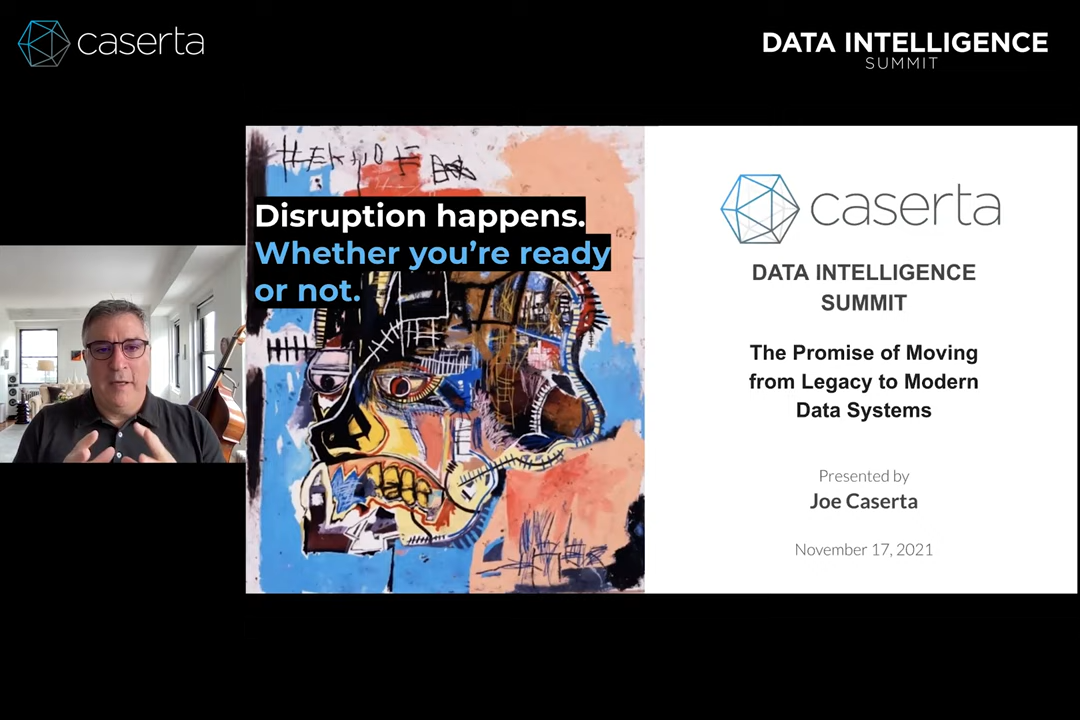 caserta
DATA INTELLIGENCE
SUMMIT
Disruption happens.
Whether you’re ready
or not.
caserta
DATA INTELLIGENCE
SUMMIT
The Promise of Moving
from Legacy to Modern
Data Systems
Presented by
Joe Caserta
November 17, 2021